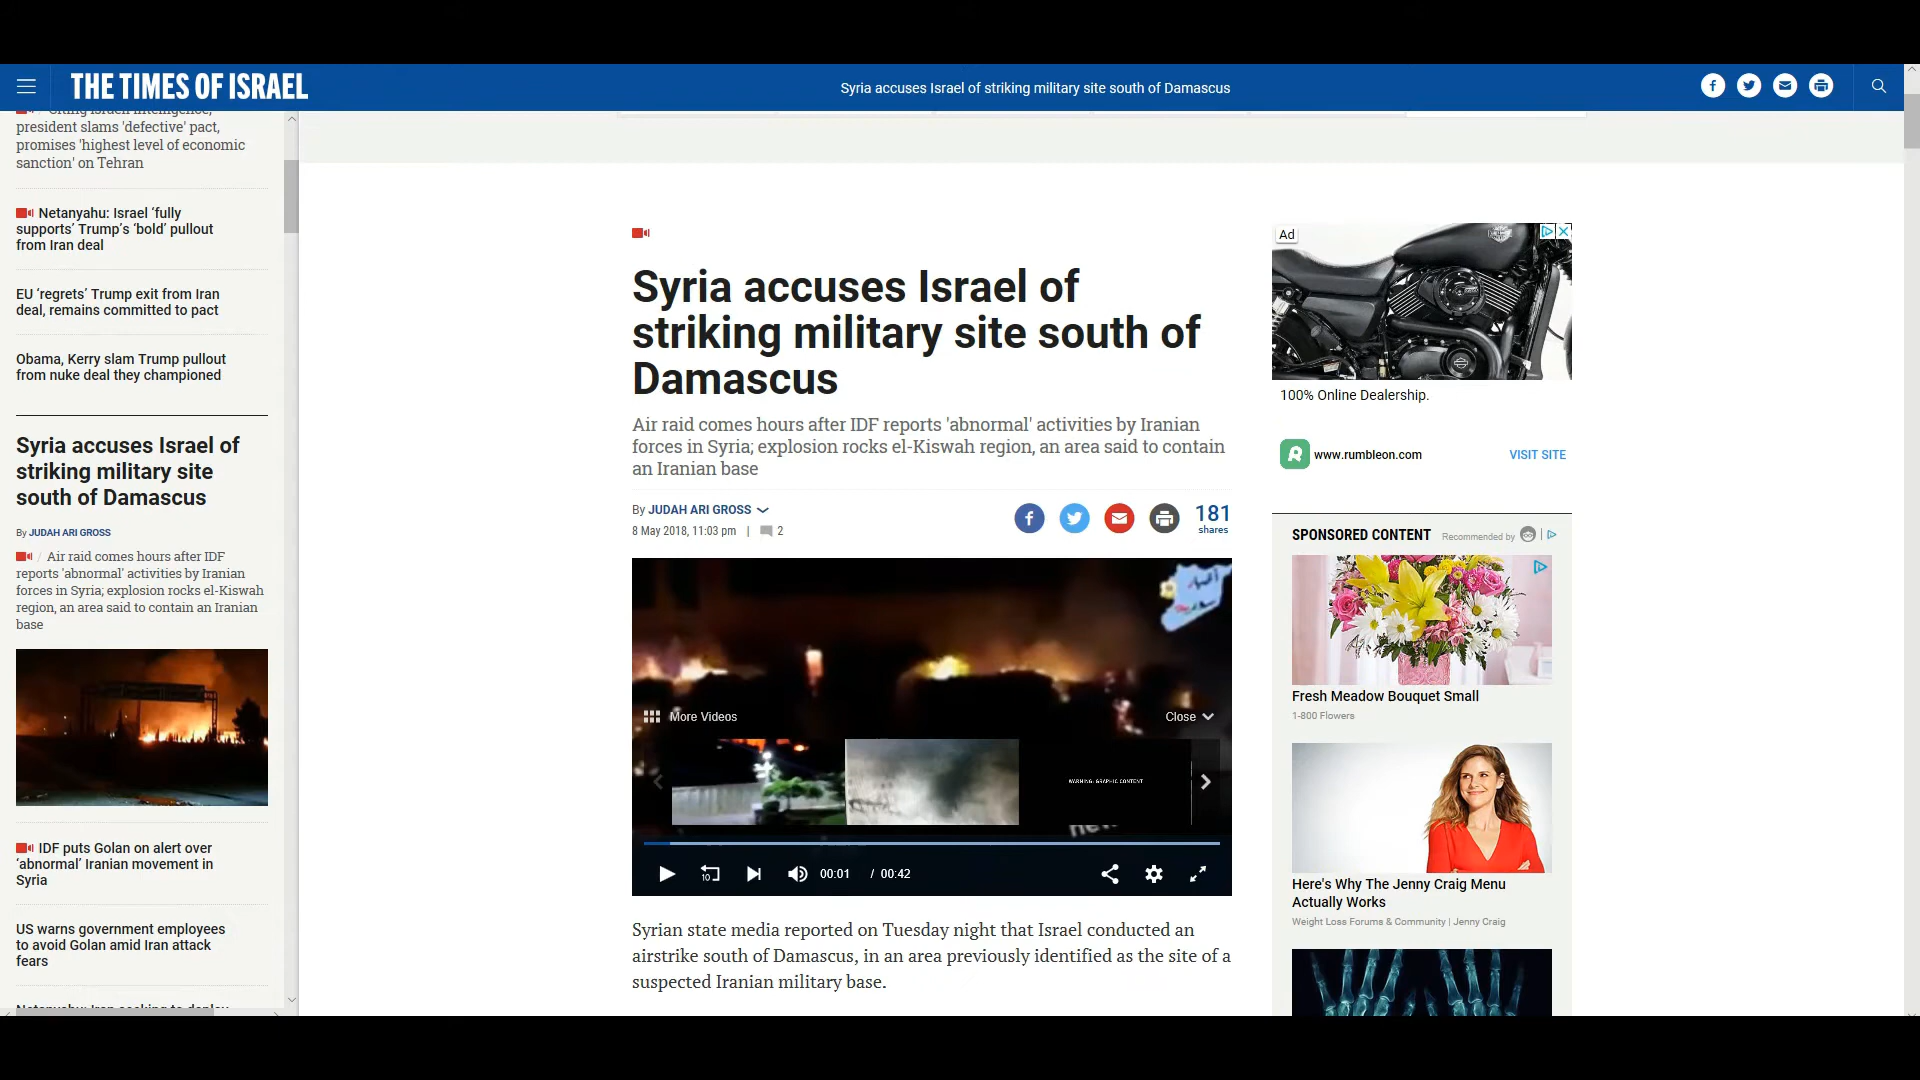 THE TIMES OF ISRAEL
Syria accuses Israel of striking military site south of Damascus
president slams 'defective' pact,
promises 'highest level of economic
sanction' on Tehran
Netanyahu: Israel ‘fully
supports’ Trump’s ‘bold’ pullout
from Iran deal
EU ‘regrets’ Trump exit from Iran
deal, remains committed to pact
Obama, Kerry slam Trump pullout
from nuke deal they championed
Syria accuses Israel of
striking military site
south of Damascus
By JUDAH ARI GROSS
/ Air raid comes hours after IDF
reports 'abnormal' activities by Iranian
forces in Syria; explosion rocks el-Kiswah
region, an area said to contain an Iranian
base
IDF puts Golan on alert over
‘abnormal’ Iranian movement in
Syria
US warns government employees
to avoid Golan amid Iran attack
fears
Syria accuses Israel of
striking military site south of
Damascus
Air raid comes hours after IDF reports 'abnormal' activities by Iranian
forces in Syria; explosion rocks el-Kiswah region, an area said to contain
an Iranian base
By JUDAH ARI GROSS
8 May 2018, 11:03 pm | 2
181
shares
More Videos
Close
WARNING: GRAPHIC CONTENT
10
00:01 / 00:42
Syrian state media reported on Tuesday night that Israel conducted an
airstrike south of Damascus, in an area previously identified as the site of a
suspected Iranian military base.
Ad
100% Online Dealership.
www.rumbleon.com
VISIT SITE
SPONSORED CONTENT
Recommended by
Fresh Meadow Bouquet Small
1-800 Flowers
Here's Why The Jenny Craig Menu
Actually Works
Weight Loss Forums & Community | Jenny Craig